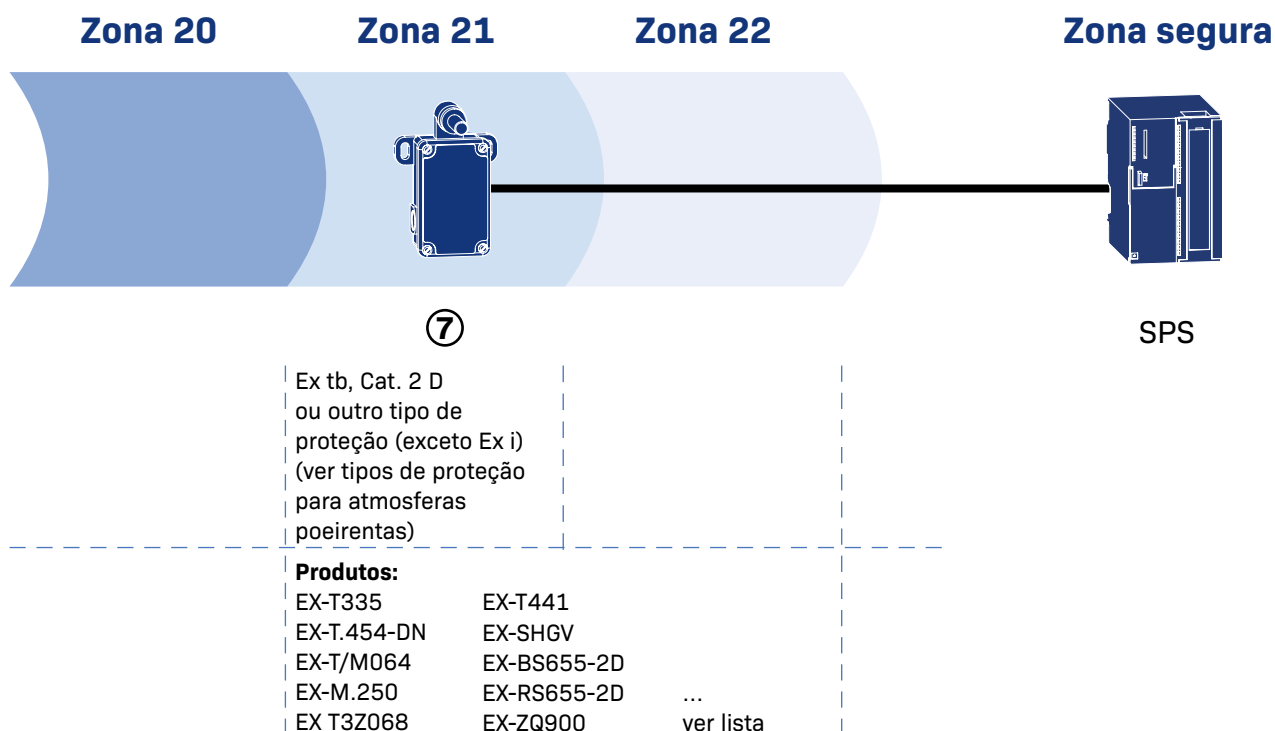 Zona 20 Zona 21 Zona 22 Zona segura
⑦
SPS
Ex tb, Cat. 2 D
ou outro tipo de
proteção (exceto Ex i)
(ver tipos de proteção
para atmosferas
poeirentas)
Produtos:
EX-T335 EX-T441
EX-T.454-DN EX-SHGV
EX-T/M064 EX-BS655-2D
EX-M.250 EX-RS655-2D ...
EX T3Z068 EX-ZQ900 ver lista